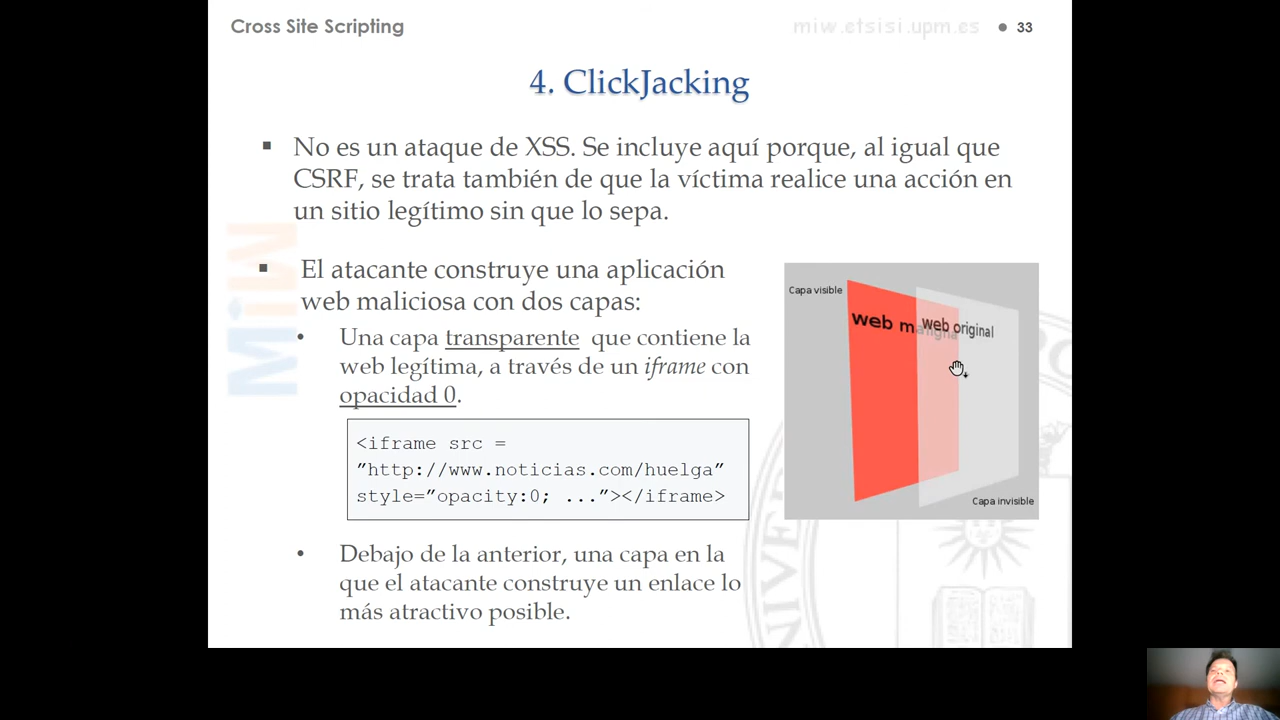 Cross Site Scripting
miw.etsisi.upm.es
33
4. ClickJacking
▪ No es un ataque de XSS. Se incluye aquí porque, al igual que
CSRF, se trata también de que la víctima realice una acción en
un sitio legítimo sin que lo sepa.
▪ El atacante construye una aplicación
web maliciosa con dos capas:
• Una capa transparente que contiene la
web legítima, a través de un iframe con
opacidad 0.
<iframe src =
”http://www.noticias.com/huelga”
style=”opacity:0; ...”></iframe>
• Debajo de la anterior, una capa en la
que el atacante construye un enlace lo
más atractivo posible.
Capa visible
web maligna
web original
Capa invisible
MiW